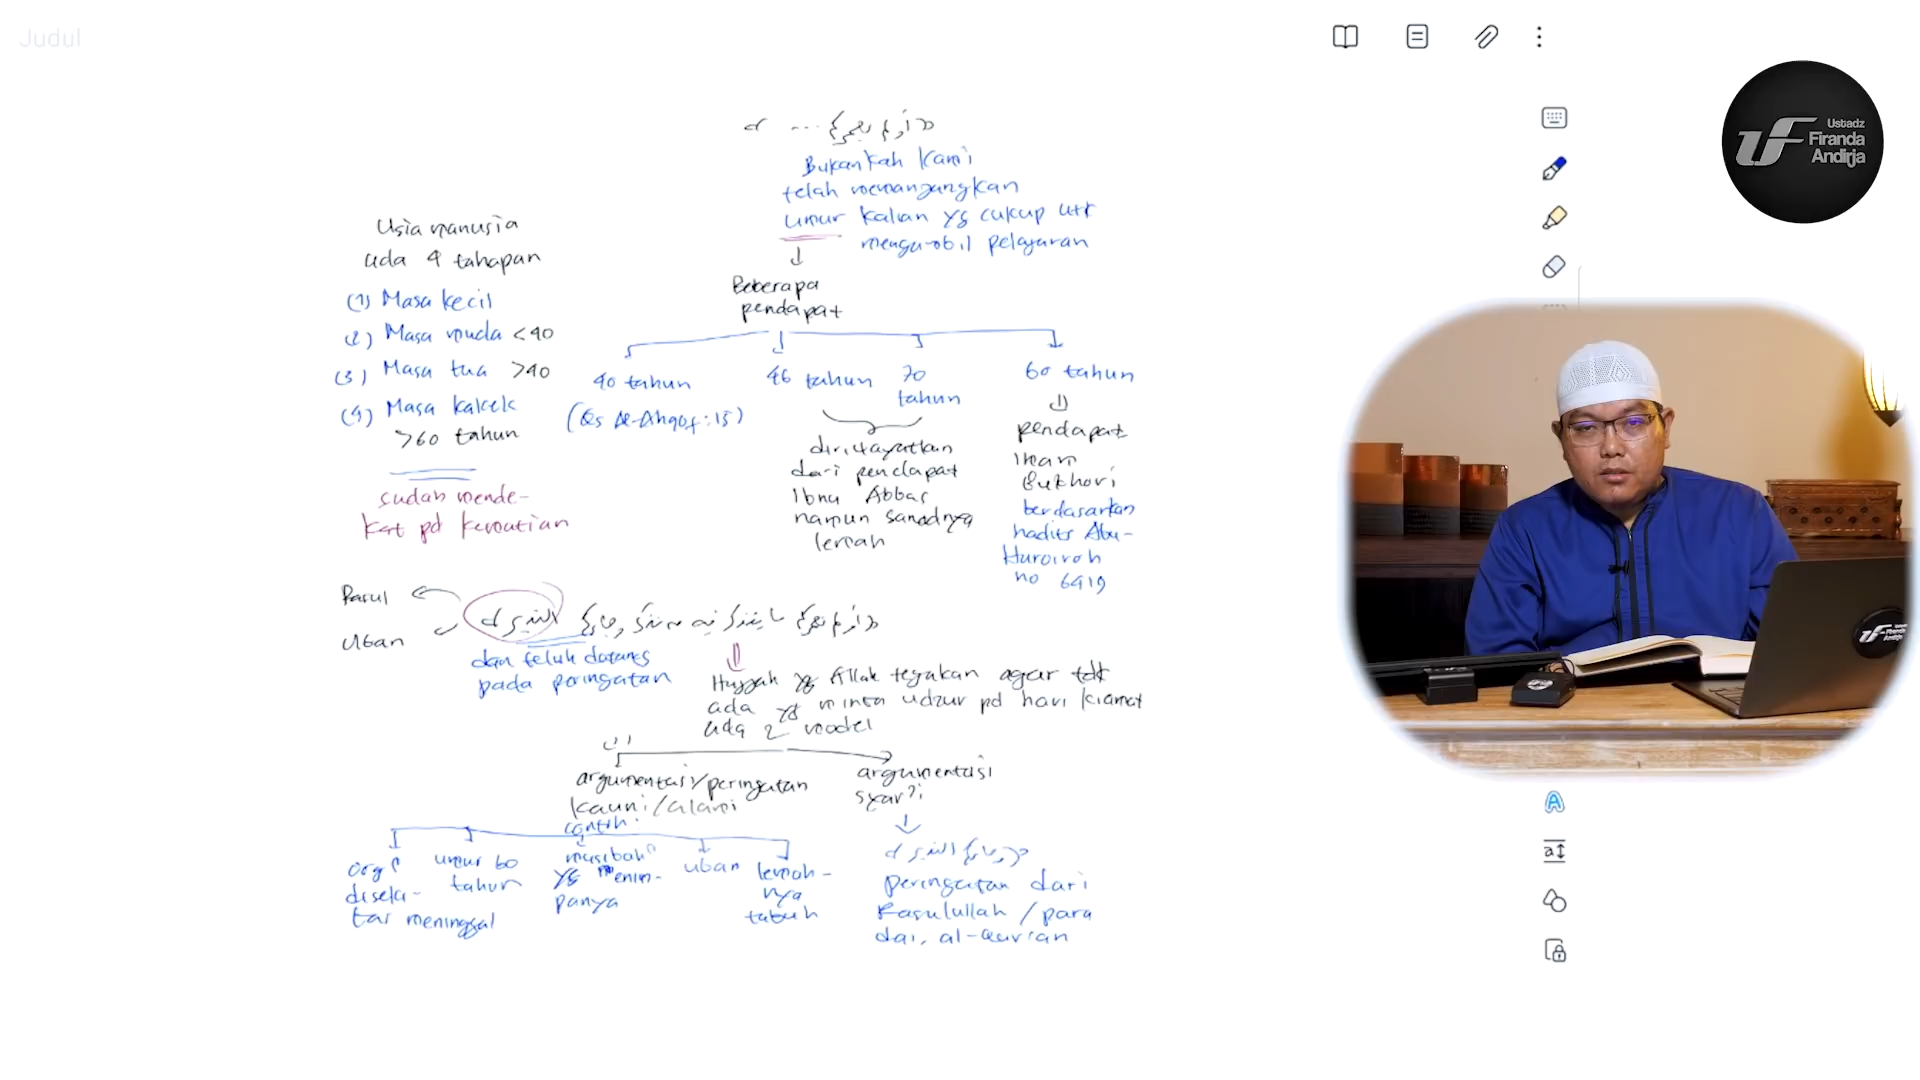 Judul
Ustadz
Firanda
Andirja
Bukankah Kami
telah memanjangkan
umur kalian yg cukup utk
mengambil pelajaran
Usia manusia
ada 4 tahapan
(1) Masa kecil
(2) Masa muda <40
(3) Masa tua >40
(4) Masa kakek
>60 tahun
sudah mende-
kat pd kematian
Beberapa
pendapat
40 tahun
(Qs Al-Ahqof: 15)
46 tahun
70
tahun
diriwayatkan
dari pendapat
Ibnu Abbas
namun sanadnya
lemah
60 tahun
pendapat
Imam
Bukhori
berdasarkan
hadits Abu-
Huroiroh
no 6419
Rasul
Uban
النذير
dan telah datang
pada peringatan
Hujjah yg Allah tegakan agar tdk
ada yg minta udzur pd hari kiamat
ada 2 model
argumentasi/peringatan
kauni/alami
contoh:
org²
diseki-
tar meninggal
umur 60
tahun
musibah²
yg menim-
panya
uban
lemah-
nya
tubuh
argumentasi
syar'i
وجاءكم النذير
peringatan dari
Rasulullah / para
dai, al-Qur'an